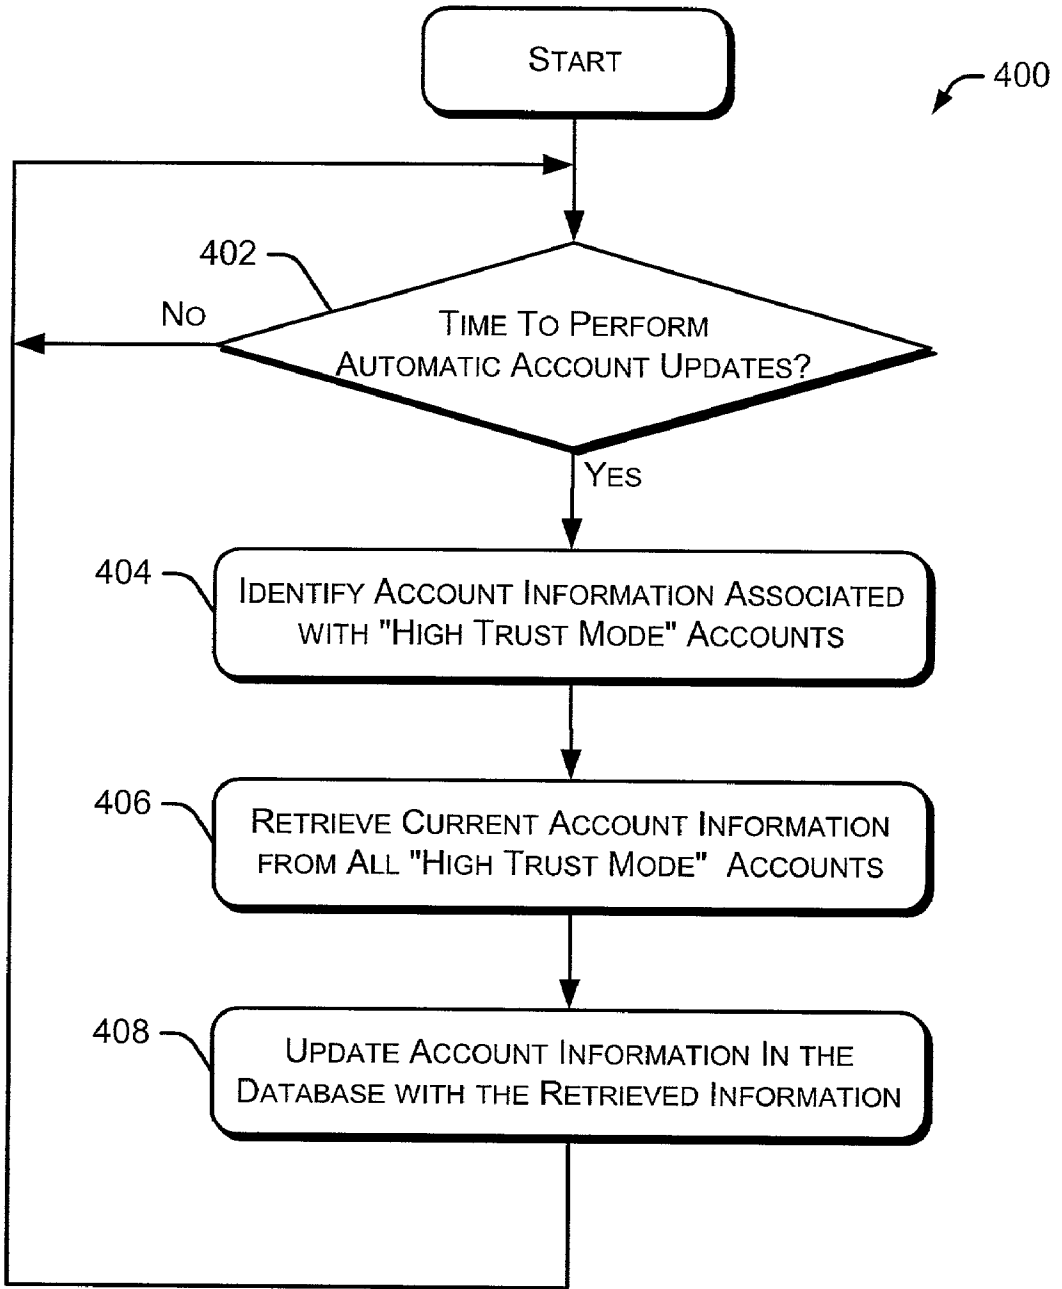 START
400
402
NO
TIME TO PERFORM
AUTOMATIC ACCOUNT UPDATES?
YES
404
IDENTIFY ACCOUNT INFORMATION ASSOCIATED
WITH "HIGH TRUST MODE" ACCOUNTS
406
RETRIEVE CURRENT ACCOUNT INFORMATION
FROM ALL "HIGH TRUST MODE" ACCOUNTS
408
UPDATE ACCOUNT INFORMATION IN THE
DATABASE WITH THE RETRIEVED INFORMATION